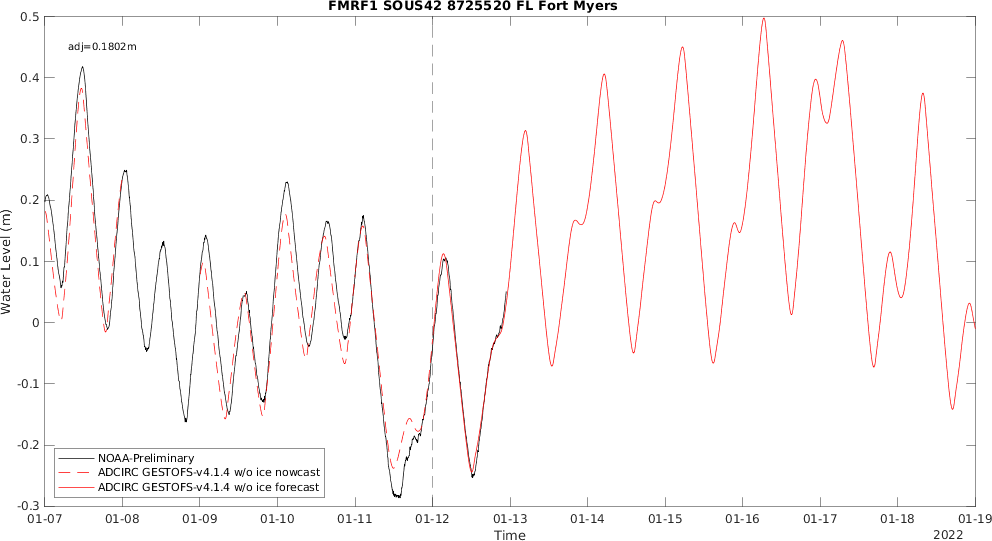 FMRF1 SOUS42 8725520 FL Fort Myers
adj=0.1802m
0.5
0.4
0.3
0.2
0.1
0
-0.1
-0.2
-0.3
Water Level (m)
NOAA-Preliminary
ADCIRC GESTOFS-v4.1.4 w/o ice nowcast
ADCIRC GESTOFS-v4.1.4 w/o ice forecast
01-07 01-08 01-09 01-10 01-11 01-12 01-13 01-14 01-15 01-16 01-17 01-18 01-19
Time
2022